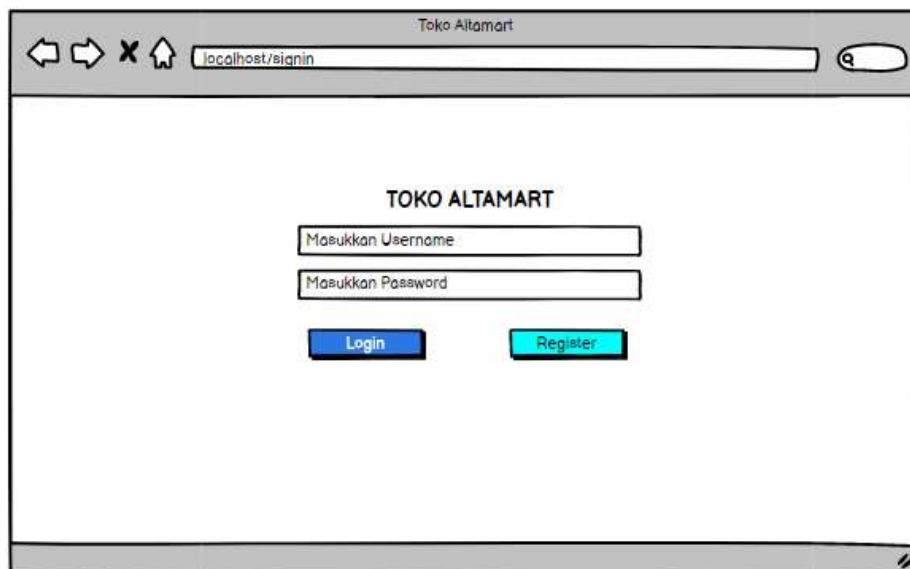 Toko Altamart
localhost/signin
TOKO ALTAMART
Masukkan Username
Masukkan Password
Login
Register